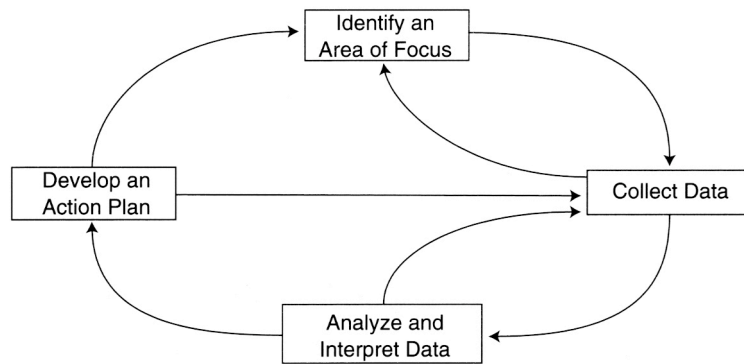 Identify an
Area of Focus
Develop an
Action Plan
Collect Data
Analyze and
Interpret Data